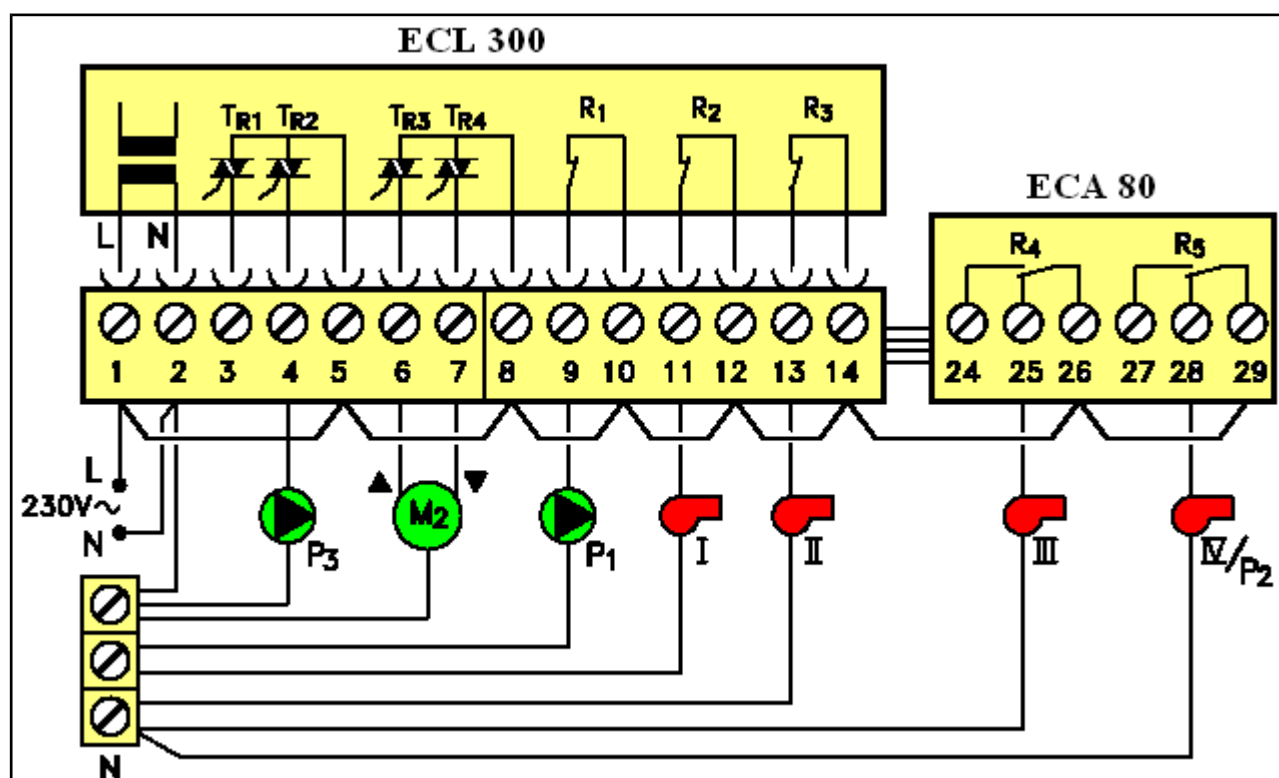 ECL 300
TR1 TR2 TR3 TR4 R1 R2 R3
ECA 80
L N
R4 R5
1 2 3 4 5 6 7 8 9 10 11 12 13 14 24 25 26 27 28 29
L
230V~
N
▲ M2 ▼
P3 P1 I II III IV/P2
N